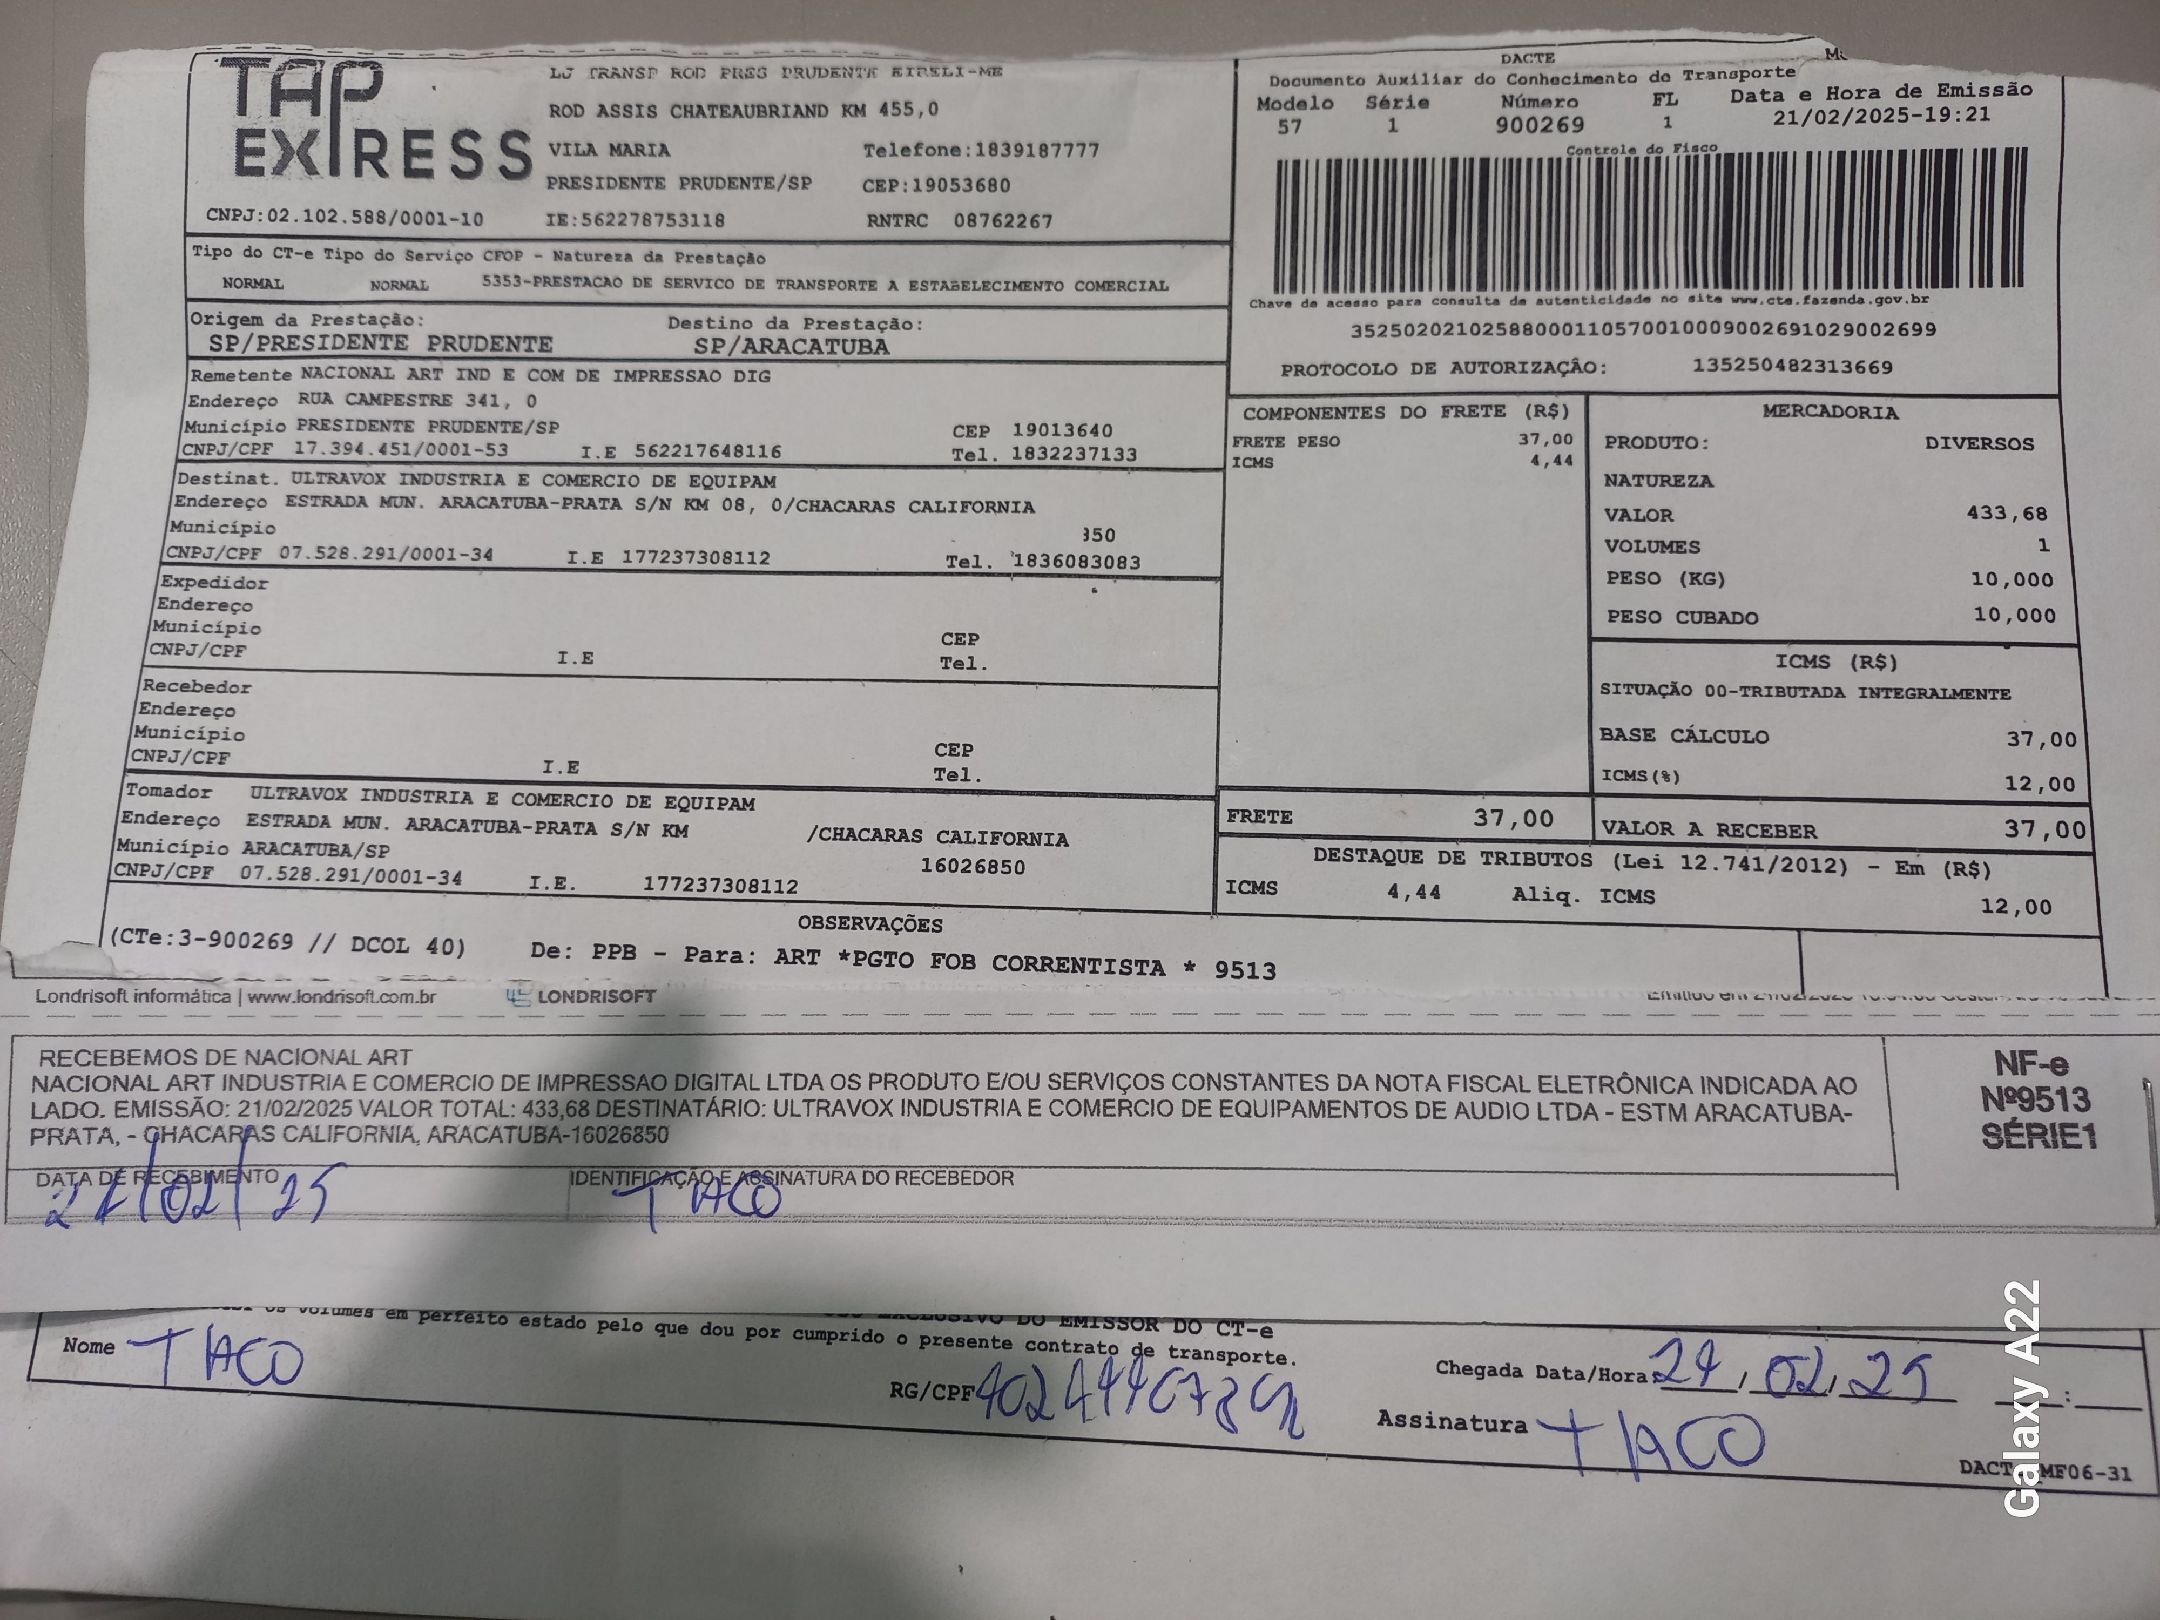 TAP EXPRESS
LJ TRANSP ROD PRES PRUDENTE EIRELI-ME
ROD ASSIS CHATEAUBRIAND KM 455,0
VILA MARIA Telefone:1839187777
PRESIDENTE PRUDENTE/SP CEP:19053680
CNPJ:02.102.588/0001-10 IE:562278753118 RNTRC 08762267
DACTE
Documento Auxiliar do Conhecimento de Transporte
Modelo Série Número FL Data e Hora de Emissão
57 1 900269 1 21/02/2025-19:21
Controle do Fisco
Chave de acesso para consulta de autenticidade no site www.cte.fazenda.gov.br
35250202102588000110570010009002691029002699
PROTOCOLO DE AUTORIZAÇÂO: 135250482313669
Tipo do CT-e Tipo do Serviço CFOP - Natureza da Prestação
NORMAL NORMAL 5353-PRESTACAO DE SERVICO DE TRANSPORTE A ESTABELECIMENTO COMERCIAL
Origem da Prestação: Destino da Prestação:
SP/PRESIDENTE PRUDENTE SP/ARACATUBA
Remetente NACIONAL ART IND E COM DE IMPRESSAO DIG
Endereço RUA CAMPESTRE 341, 0
Município PRESIDENTE PRUDENTE/SP CEP 19013640
CNPJ/CPF 17.394.451/0001-53 I.E 562217648116 Tel. 1832237133
Destinat. ULTRAVOX INDUSTRIA E COMERCIO DE EQUIPAM
Endereço ESTRADA MUN. ARACATUBA-PRATA S/N KM 08, 0/CHACARAS CALIFORNIA
Município 350
CNPJ/CPF 07.528.291/0001-34 I.E 177237308112 Tel. 1836083083
Expedidor
Endereço
Município CEP
CNPJ/CPF I.E Tel.
Recebedor
Endereço
Município CEP
CNPJ/CPF I.E Tel.
Tomador ULTRAVOX INDUSTRIA E COMERCIO DE EQUIPAM
Endereço ESTRADA MUN. ARACATUBA-PRATA S/N KM /CHACARAS CALIFORNIA
Município ARACATUBA/SP 16026850
CNPJ/CPF 07.528.291/0001-34 I.E. 177237308112
COMPONENTES DO FRETE (R$)
FRETE PESO 37,00
ICMS 4,44
MERCADORIA
PRODUTO: DIVERSOS
NATUREZA
VALOR 433,68
VOLUMES 1
PESO (KG) 10,000
PESO CUBADO 10,000
ICMS (R$)
SITUAÇÃO 00-TRIBUTADA INTEGRALMENTE
BASE CÁLCULO 37,00
ICMS(%) 12,00
FRETE 37,00 VALOR A RECEBER 37,00
DESTAQUE DE TRIBUTOS (Lei 12.741/2012) - Em (R$)
ICMS 4,44 Aliq. ICMS 12,00
OBSERVAÇÕES
(CTe:3-900269 // DCOL 40) De: PPB - Para: ART *PGTO FOB CORRENTISTA * 9513
Londrisoft informática | www.londrisoft.com.br LONDRISOFT
RECEBEMOS DE NACIONAL ART
NACIONAL ART INDUSTRIA E COMERCIO DE IMPRESSAO DIGITAL LTDA OS PRODUTO E/OU SERVIÇOS CONSTANTES DA NOTA FISCAL ELETRÔNICA INDICADA AO
LADO. EMISSÃO: 21/02/2025 VALOR TOTAL: 433,68 DESTINATÁRIO: ULTRAVOX INDUSTRIA E COMERCIO DE EQUIPAMENTOS DE AUDIO LTDA - ESTM ARACATUBA-
PRATA, - CHACARAS CALIFORNIA, ARACATUBA-16026850
NF-e
Nº9513
SÉRIE1
DATA DE RECEBIMENTO IDENTIFICAÇÃO E ASSINATURA DO RECEBEDOR
24/02/25 TIAGO
EXCLUSIVO DO EMISSOR DO CT-e
os volumes em perfeito estado pelo que dou por cumprido o presente contrato de transporte.
Nome TIAGO
RG/CPF
Chegada Data/Hora: 24/02/25 :
Assinatura TIAGO
DACT MF06-31
Galaxy A22